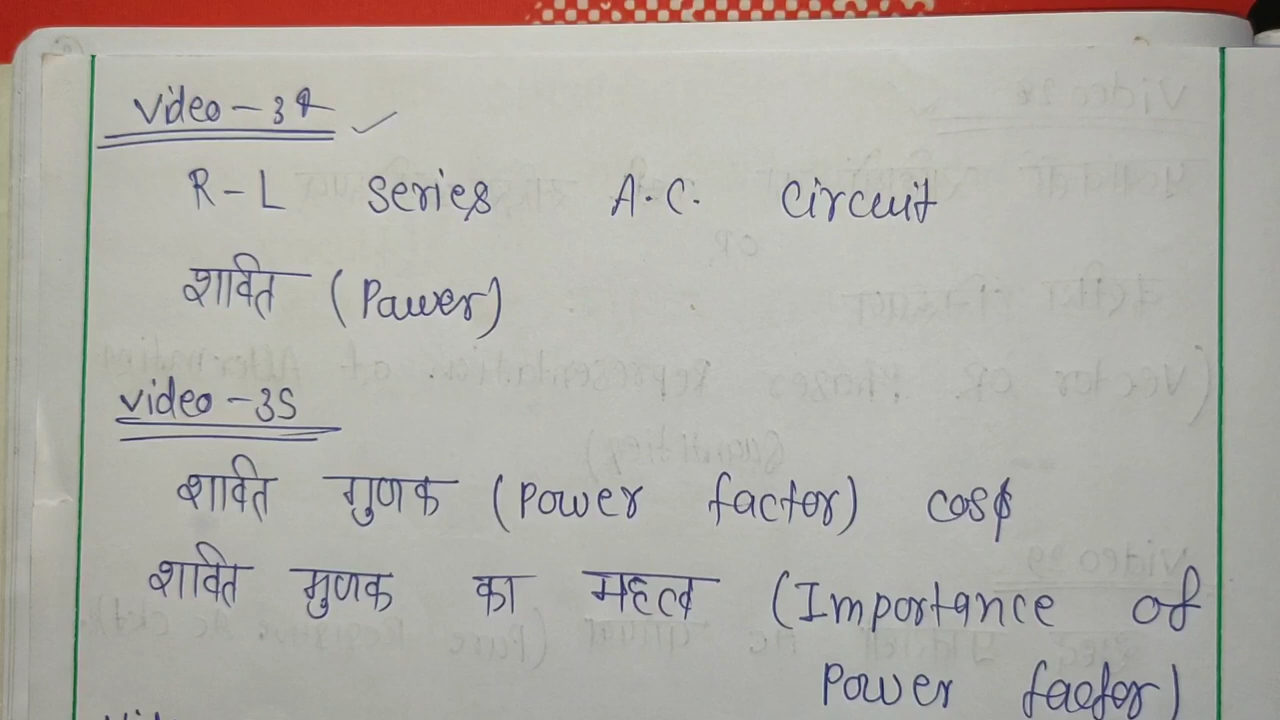 Video - 34
R-L series A.C. circuit
शक्ति (Power)
Video - 35
शक्ति गुणक (Power factor) cosϕ
शक्ति गुणक का महत्व (Importance of
Power factor)